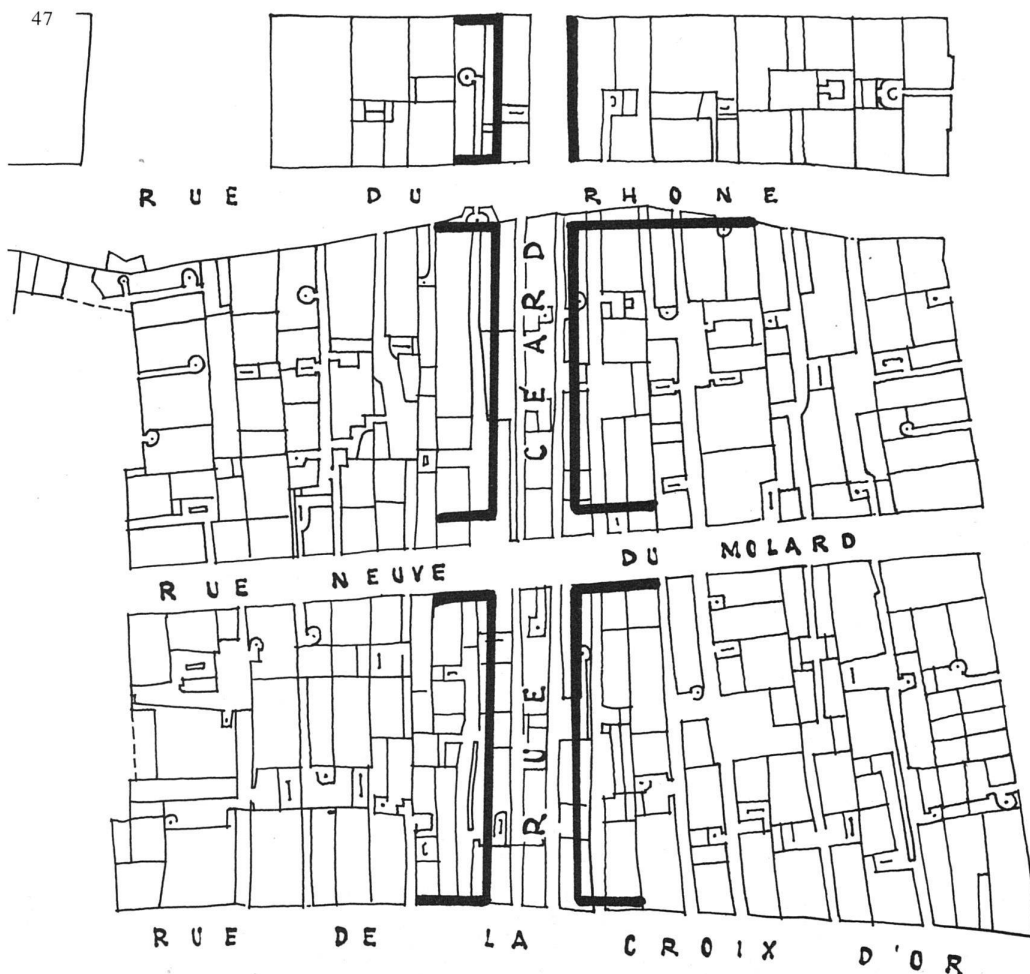 47
RUE DU RHONE
RUE CÉARD
RUE NEUVE DU MOLARD
RUE DE LA CROIX D'OR